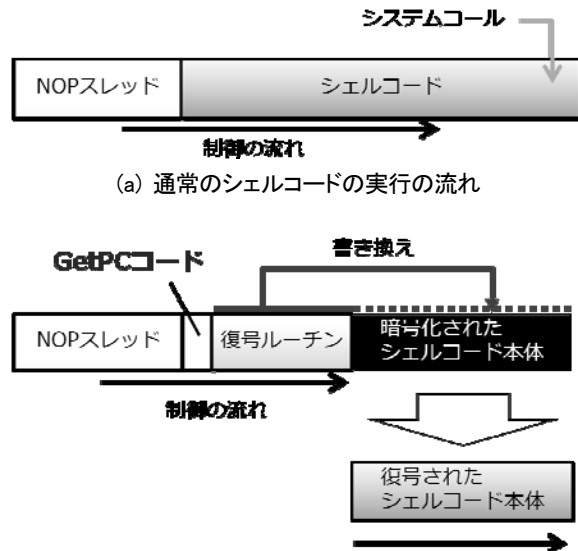 システムコール
NOPスレッド
シェルコード
制御の流れ
(a) 通常のシェルコードの実行の流れ
書き換え
GetPCコード
NOPスレッド
復号ルーチン
暗号化された
シェルコード本体
制御の流れ
復号された
シェルコード本体